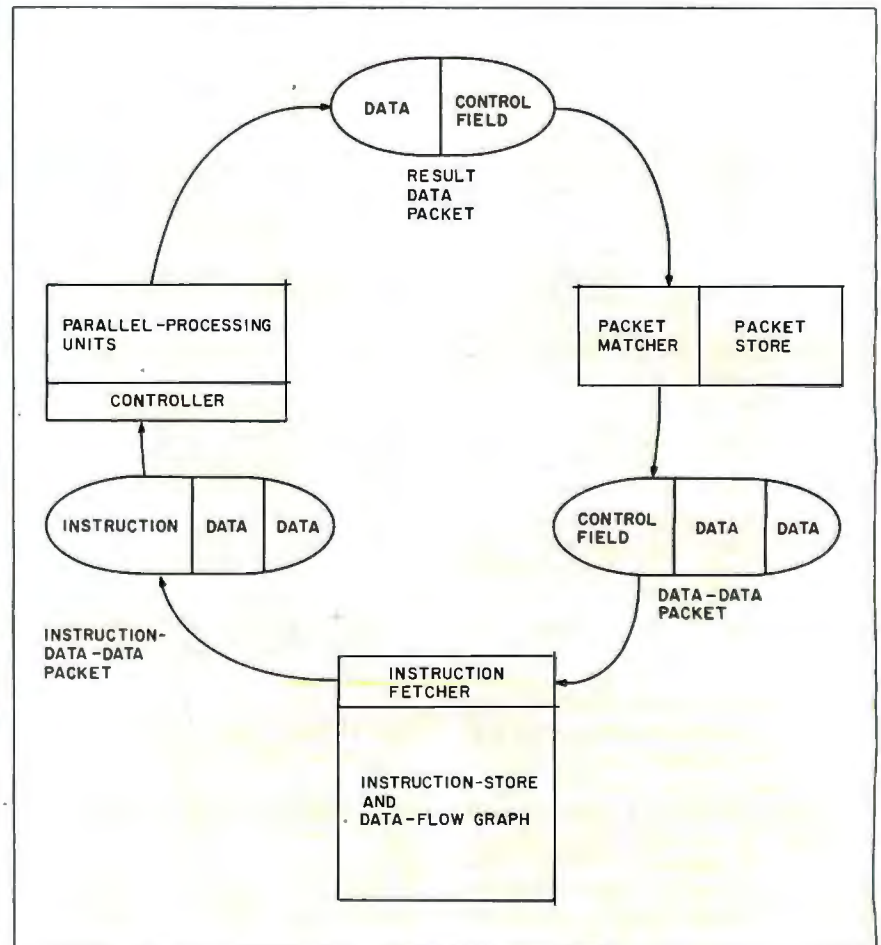 DATA
CONTROL
FIELD
RESULT
DATA
PACKET
PARALLEL-PROCESSING
UNITS
CONTROLLER
PACKET
MATCHER
PACKET
STORE
INSTRUCTION
DATA
DATA
CONTROL
FIELD
DATA
DATA
DATA-DATA
PACKET
INSTRUCTION-
DATA-DATA
PACKET
INSTRUCTION
FETCHER
INSTRUCTION-STORE
AND
DATA-FLOW GRAPH